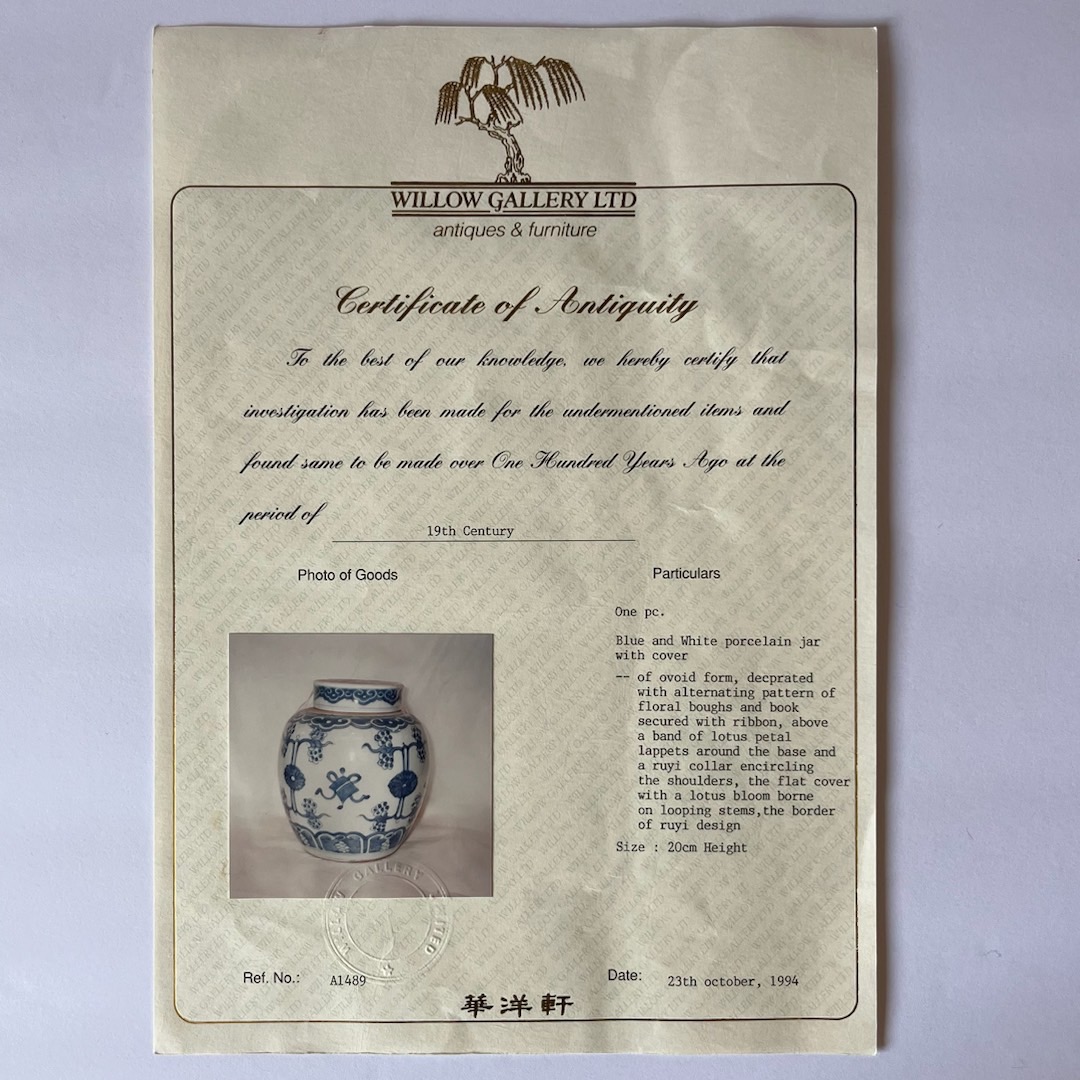 WILLOW GALLERY LTD
antiques & furniture
Certificate of Antiquity
To the best of our knowledge, we hereby certify that
investigation has been made for the undermentioned items and
found same to be made over One Hundred Years Ago at the
period of
19th Century
Photo of Goods
Particulars
One pc.
Blue and White porcelain jar
with cover
-- of ovoid form, decprated
with alternating pattern of
floral boughs and book
secured with ribbon, above
a band of lotus petal
lappets around the base and
a ruyi collar encircling
the shoulders, the flat cover
with a lotus bloom borne
on looping stems,the border
of ruyi design
Size : 20cm Height
WILLOW GALLERY LIMITED
Ref. No.: A1489
Date: 23th october, 1994
華洋軒